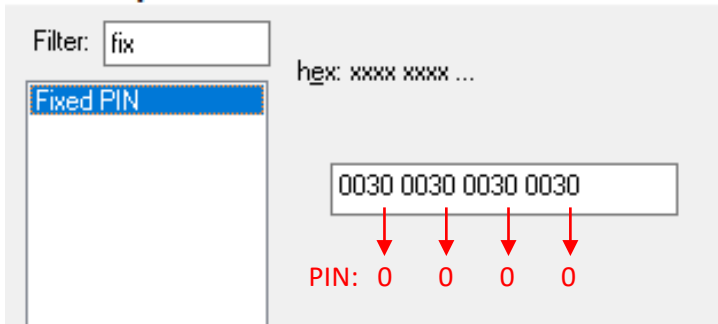 Filter: fix
hex: xxxx xxxx ...
Fixed PIN
0030 0030 0030 0030
PIN: 0 0 0 0